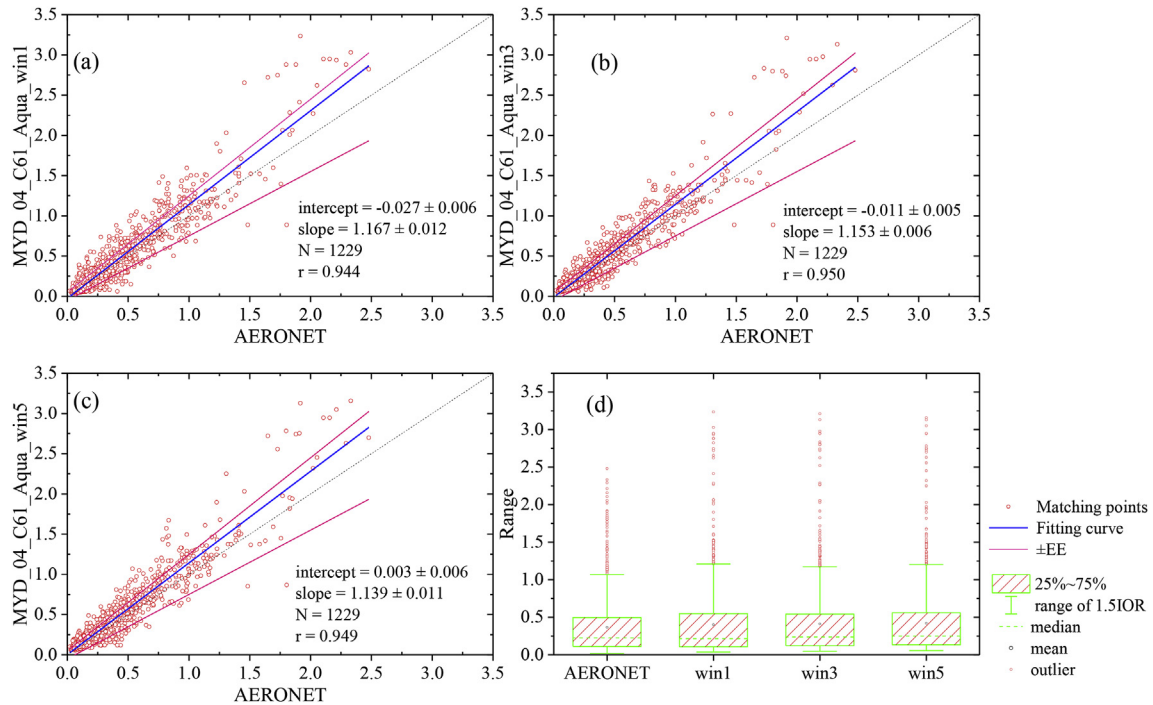 (a)
MYD_04_C61_Aqua_win1
3.5
3.0
2.5
2.0
1.5
1.0
0.5
0.0
intercept = -0.027 ± 0.006
slope = 1.167 ± 0.012
N = 1229
r = 0.944
0.0 0.5 1.0 1.5 2.0 2.5 3.0 3.5
AERONET
(b)
MYD_04_C61_Aqua_win3
3.5
3.0
2.5
2.0
1.5
1.0
0.5
0.0
intercept = -0.011 ± 0.005
slope = 1.153 ± 0.006
N = 1229
r = 0.950
0.0 0.5 1.0 1.5 2.0 2.5 3.0 3.5
AERONET
(c)
MYD_04_C61_Aqua_win5
3.5
3.0
2.5
2.0
1.5
1.0
0.5
0.0
intercept = 0.003 ± 0.006
slope = 1.139 ± 0.011
N = 1229
r = 0.949
0.0 0.5 1.0 1.5 2.0 2.5 3.0 3.5
AERONET
(d)
Range
3.5
3.0
2.5
2.0
1.5
1.0
0.5
0.0
AERONET win1 win3 win5
Matching points
Fitting curve
±EE
25%~75%
range of 1.5IOR
median
mean
outlier